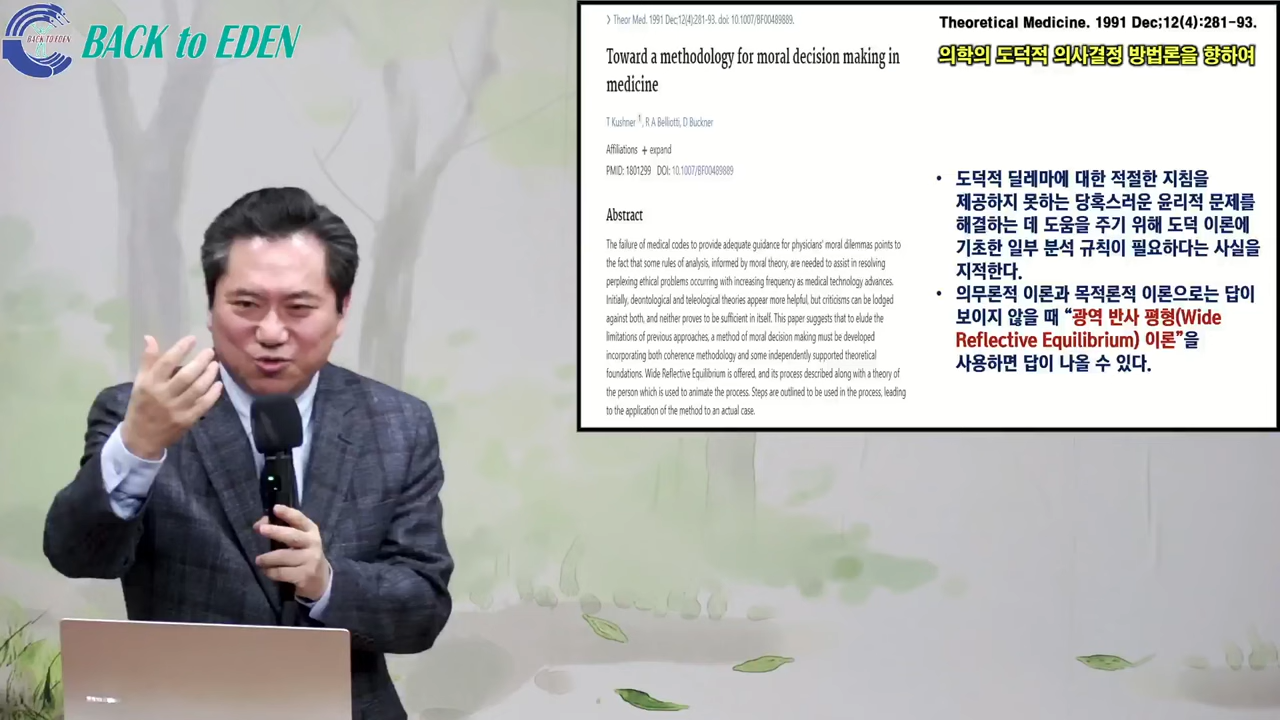 BACK TO EDEN
BACK to EDEN
Theor Med. 1991 Dec;12(4):281-93. doi: 10.1007/BF00489889.
Toward a methodology for moral decision making in
medicine
T Kushner 1, R A Belliotti, D Buckner
Affiliations + expand
PMID: 1801299 DOI: 10.1007/BF00489889
Abstract
The failure of medical codes to provide adequate guidance for physicians' moral dilemmas points to
the fact that some rules of analysis, informed by moral theory, are needed to assist in resolving
perplexing ethical problems occurring with increasing frequency as medical technology advances.
Initially, deontological and teleological theories appear more helpful, but criticisms can be lodged
against both, and neither proves to be sufficient in itself. This paper suggests that to elude the
limitations of previous approaches, a method of moral decision making must be developed
incorporating both coherence methodology and some independently supported theoretical
foundations. Wide Reflective Equilibrium is offered, and its process described along with a theory of
the person which is used to animate the process. Steps are outlined to be used in the process, leading
to the application of the method to an actual case.
Theoretical Medicine. 1991 Dec;12(4):281-93.
의학의 도덕적 의사결정 방법론을 향하여
• 도덕적 딜레마에 대한 적절한 지침을
제공하지 못하는 당혹스러운 윤리적 문제를
해결하는 데 도움을 주기 위해 도덕 이론에
기초한 일부 분석 규칙이 필요하다는 사실을
지적한다.
• 의무론적 이론과 목적론적 이론으로는 답이
보이지 않을 때 “광역 반사 평형(Wide
Reflective Equilibrium) 이론”을
사용하면 답이 나올 수 있다.